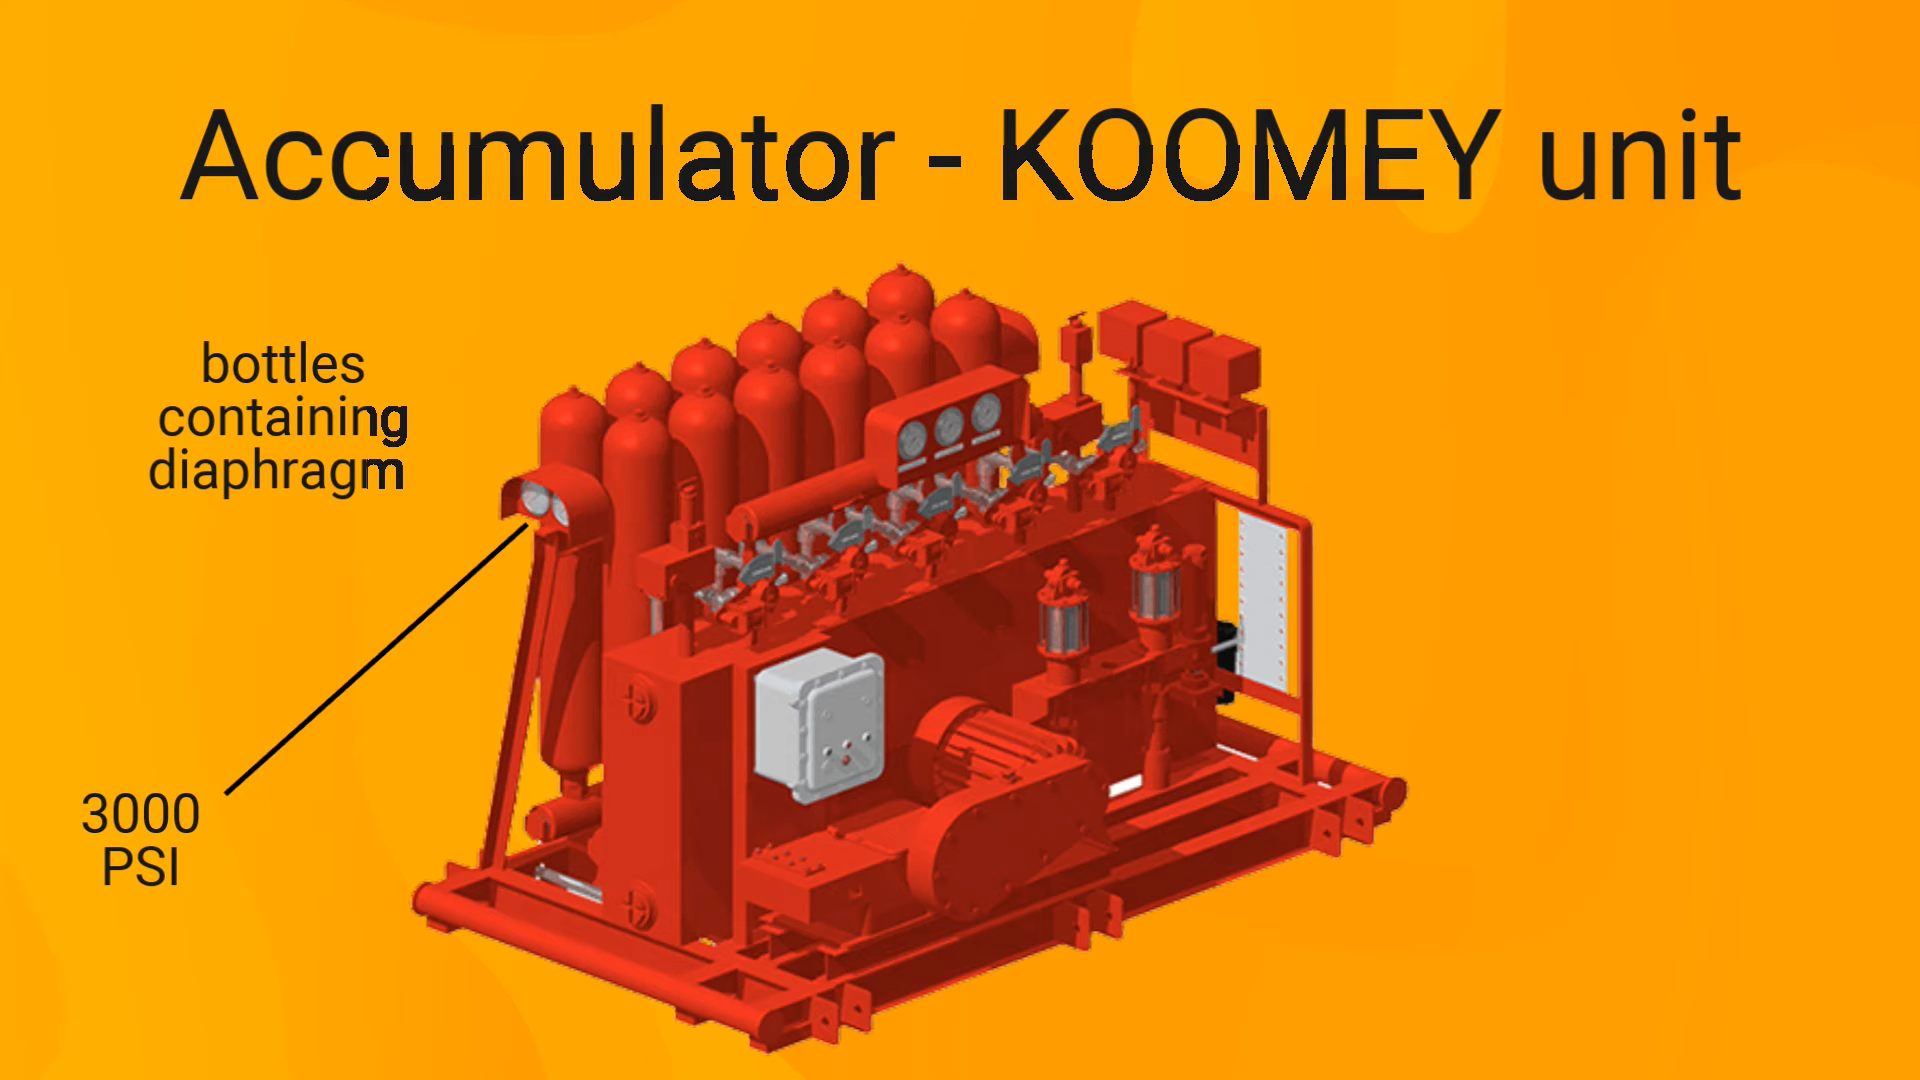 Accumulator - KOOMEY unit
bottles
containing
diaphragm
3000
PSI